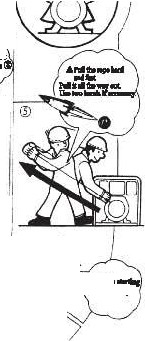 ⚠ Pull the rope hard
and fast
Pull it all the way out.
Use two hands if necessary
5
starting